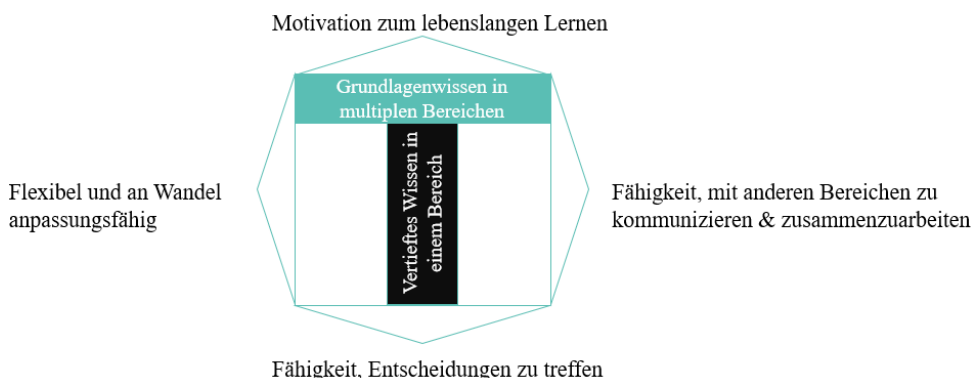 Motivation zum lebenslangen Lernen
Grundlagenwissen in
multiplen Bereichen
Vertieftes Wissen in
einem Bereich
Flexibel und an Wandel
anpassungsfähig
Fähigkeit, mit anderen Bereichen zu
kommunizieren & zusammenzuarbeiten
Fähigkeit, Entscheidungen zu treffen